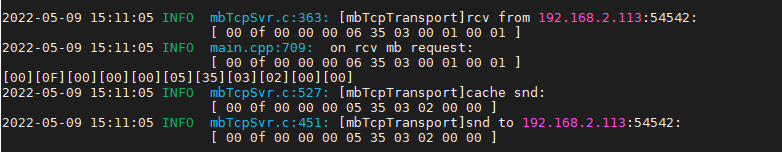 2022-05-09 15:11:05 INFO  mbTcpSvr.c:363: [mbTcpTransport]rcv from 192.168.2.113:54542:
[ 00 0f 00 00 00 06 35 03 00 01 00 01 ]
2022-05-09 15:11:05 INFO  main.cpp:709:  on rcv mb request:
[ 00 0f 00 00 00 06 35 03 00 01 00 01 ]
[00][0F][00][00][00][05][35][03][02][00][00]
2022-05-09 15:11:05 INFO  mbTcpSvr.c:527: [mbTcpTransport]cache snd:
[ 00 0f 00 00 00 05 35 03 02 00 00 ]
2022-05-09 15:11:05 INFO  mbTcpSvr.c:451: [mbTcpTransport]snd to 192.168.2.113:54542:
[ 00 0f 00 00 00 05 35 03 02 00 00 ]